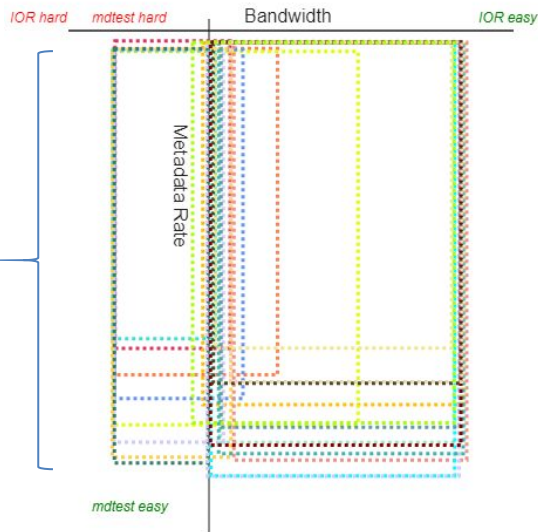 IOR hard
mdtest hard
Bandwidth
IOR easy
Metadata Rate
mdtest easy